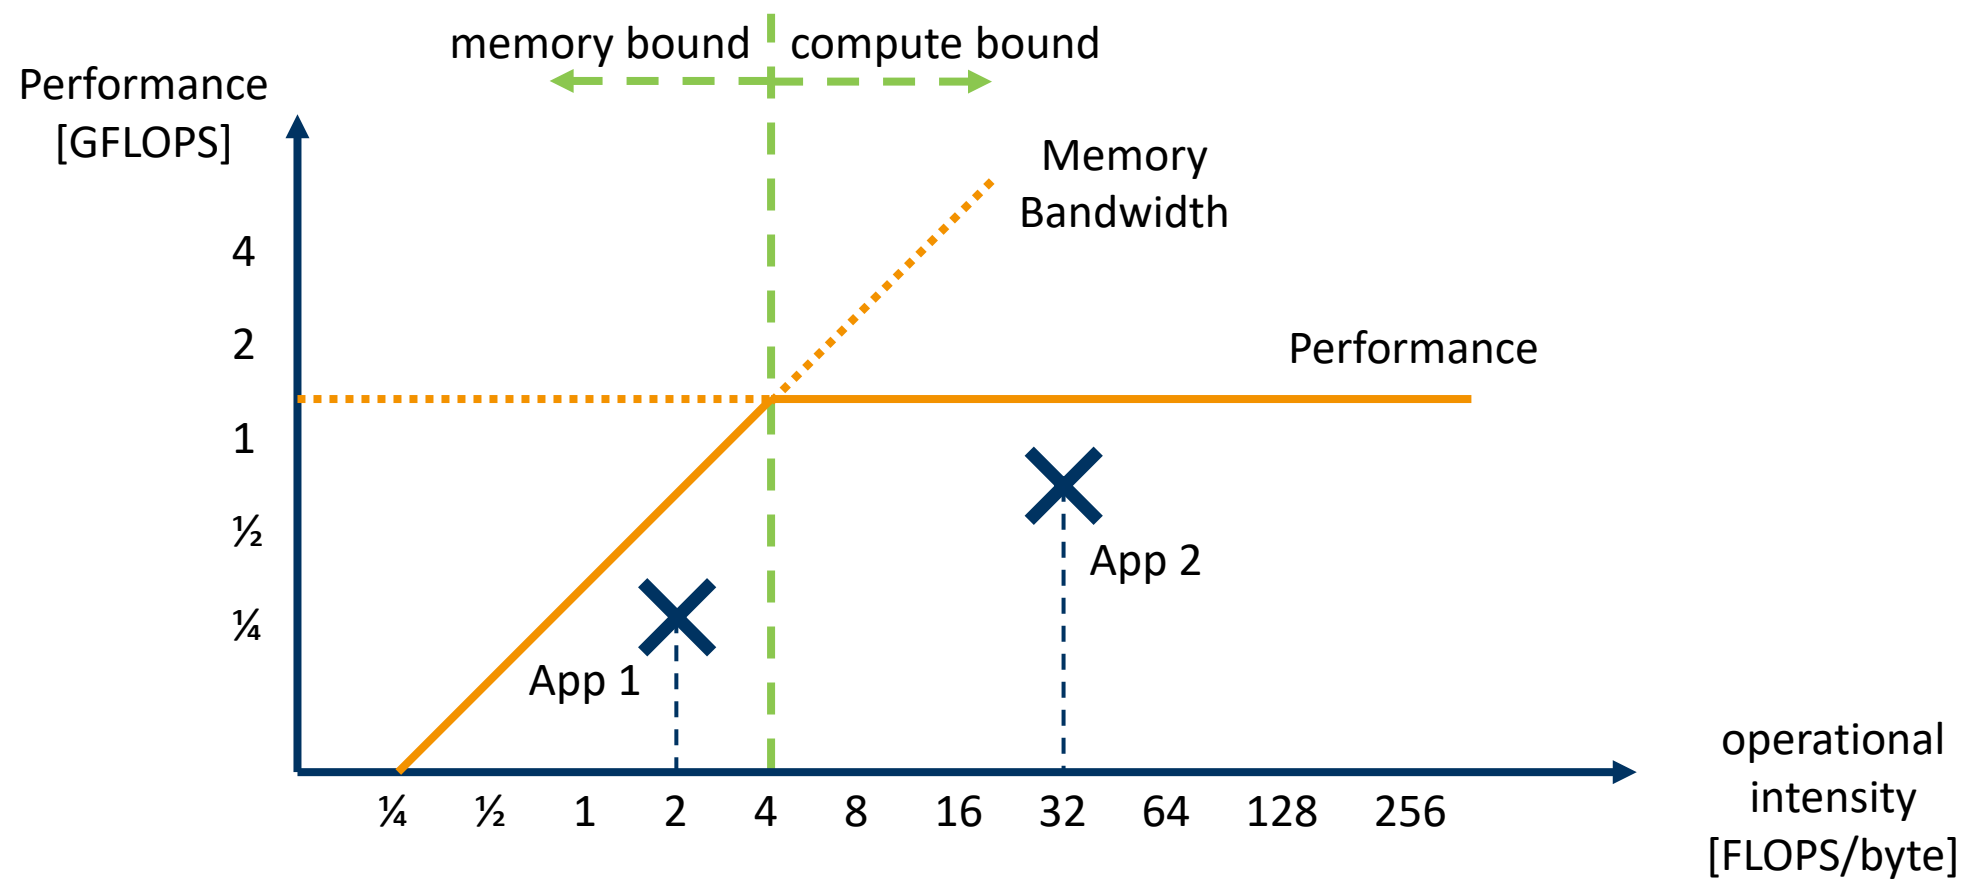 memory bound
compute bound
Performance
[GFLOPS]
Memory
Bandwidth
4
2
Performance
1
½
App 2
¼
App 1
operational
intensity
[FLOPS/byte]
¼ ½ 1 2 4 8 16 32 64 128 256